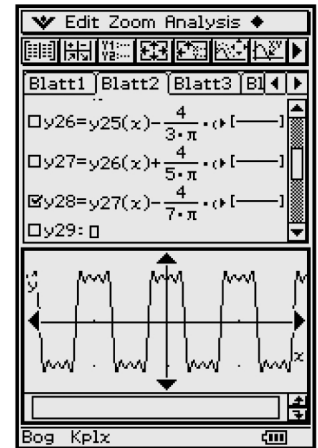 Edit Zoom Analysis
Blatt1 Blatt2 Blatt3 Bl
y26=y25(x)-4/(3·π)·(
y27=y26(x)+4/(5·π)·(
y28=y27(x)-4/(7·π)·(
y29:
y
x
Bog Kplx